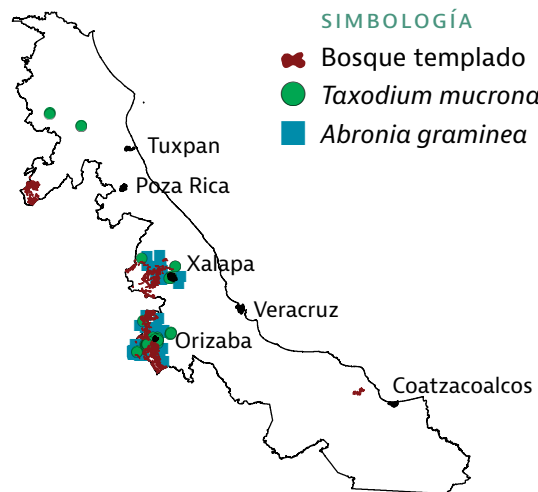 SIMBOLOGÍA
Bosque templado
Taxodium mucrona
Abronia graminea
Tuxpan
Poza Rica
Xalapa
Veracruz
Orizaba
Coatzacoalcos